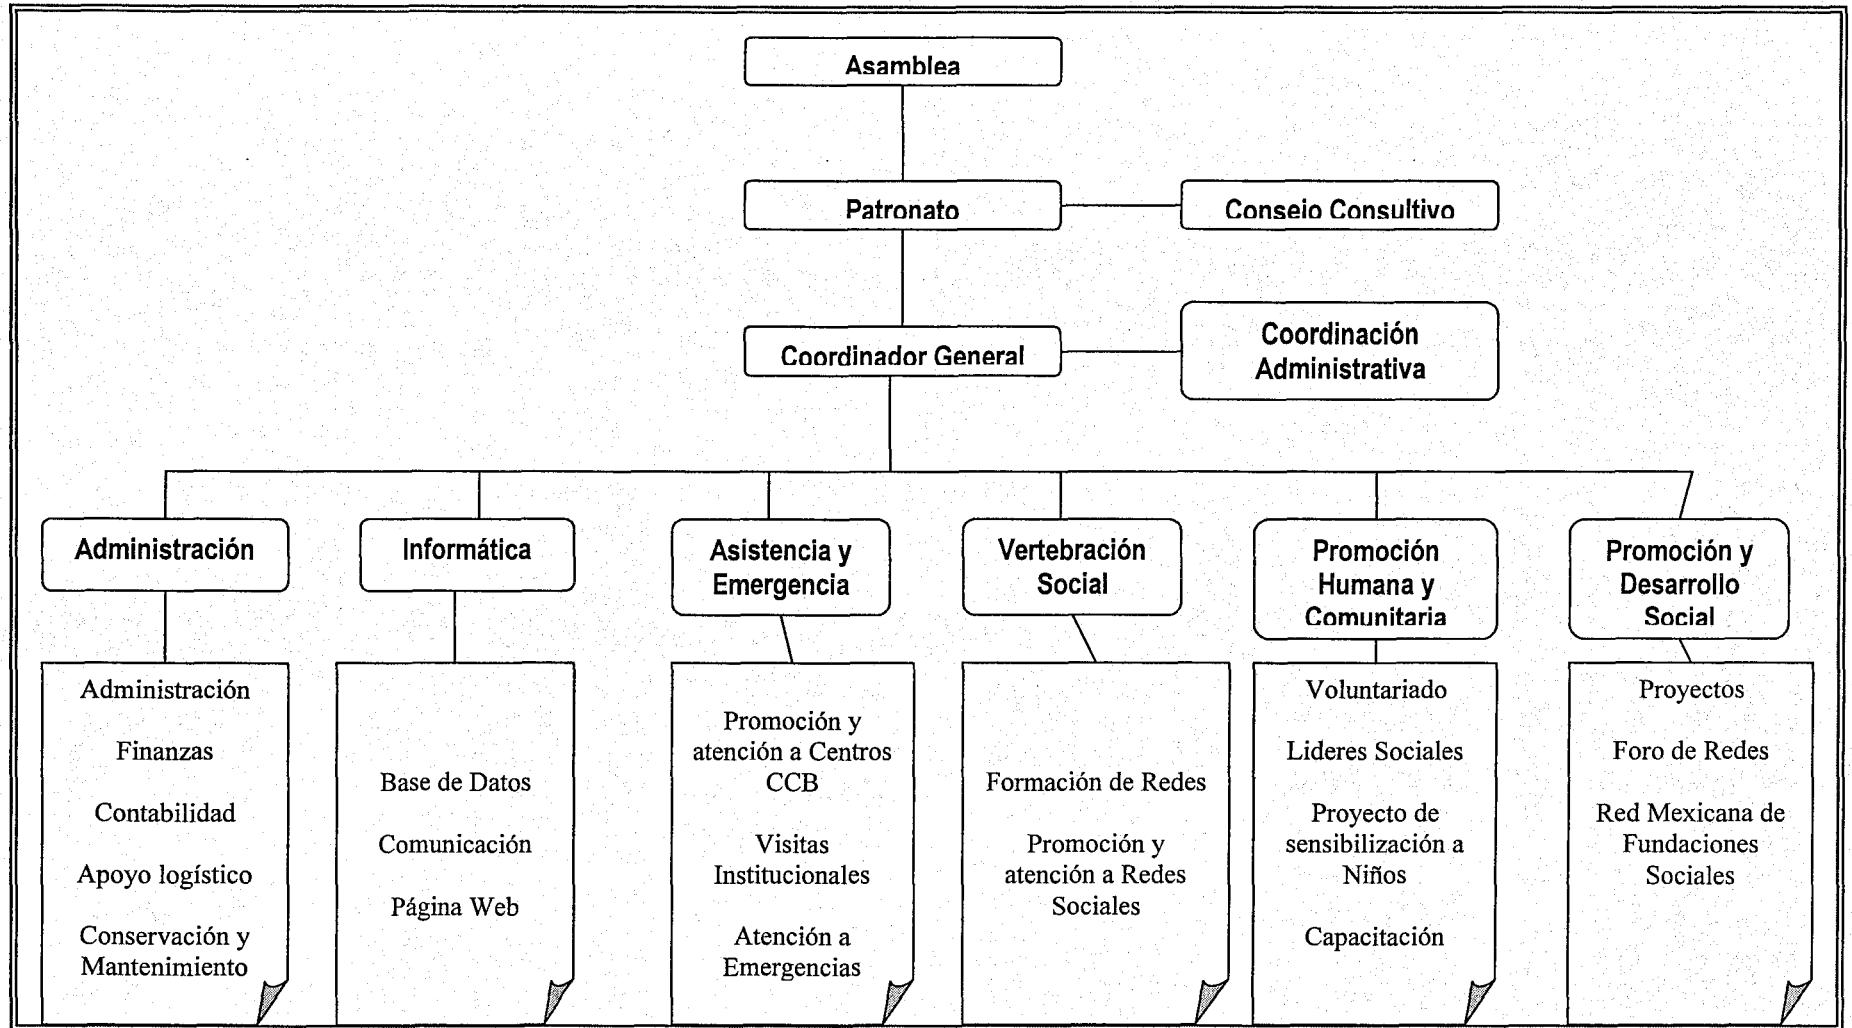 Asamblea
Patronato
Consejo Consultivo
Coordinador General
Coordinación
Administrativa
Administración
Informática
Asistencia y
Emergencia
Vertebración
Social
Promoción
Humana y
Comunitaria
Promoción y
Desarrollo
Social
Administración
Finanzas
Contabilidad
Apoyo logístico
Conservación y
Mantenimiento
Base de Datos
Comunicación
Página Web
Promoción y
atención a Centros
CCB
Visitas
Institucionales
Atención a
Emergencias
Formación de Redes
Promoción y
atención a Redes
Sociales
Voluntariado
Lideres Sociales
Proyecto de
sensibilización a
Niños
Capacitación
Proyectos
Foro de Redes
Red Mexicana de
Fundaciones
Sociales